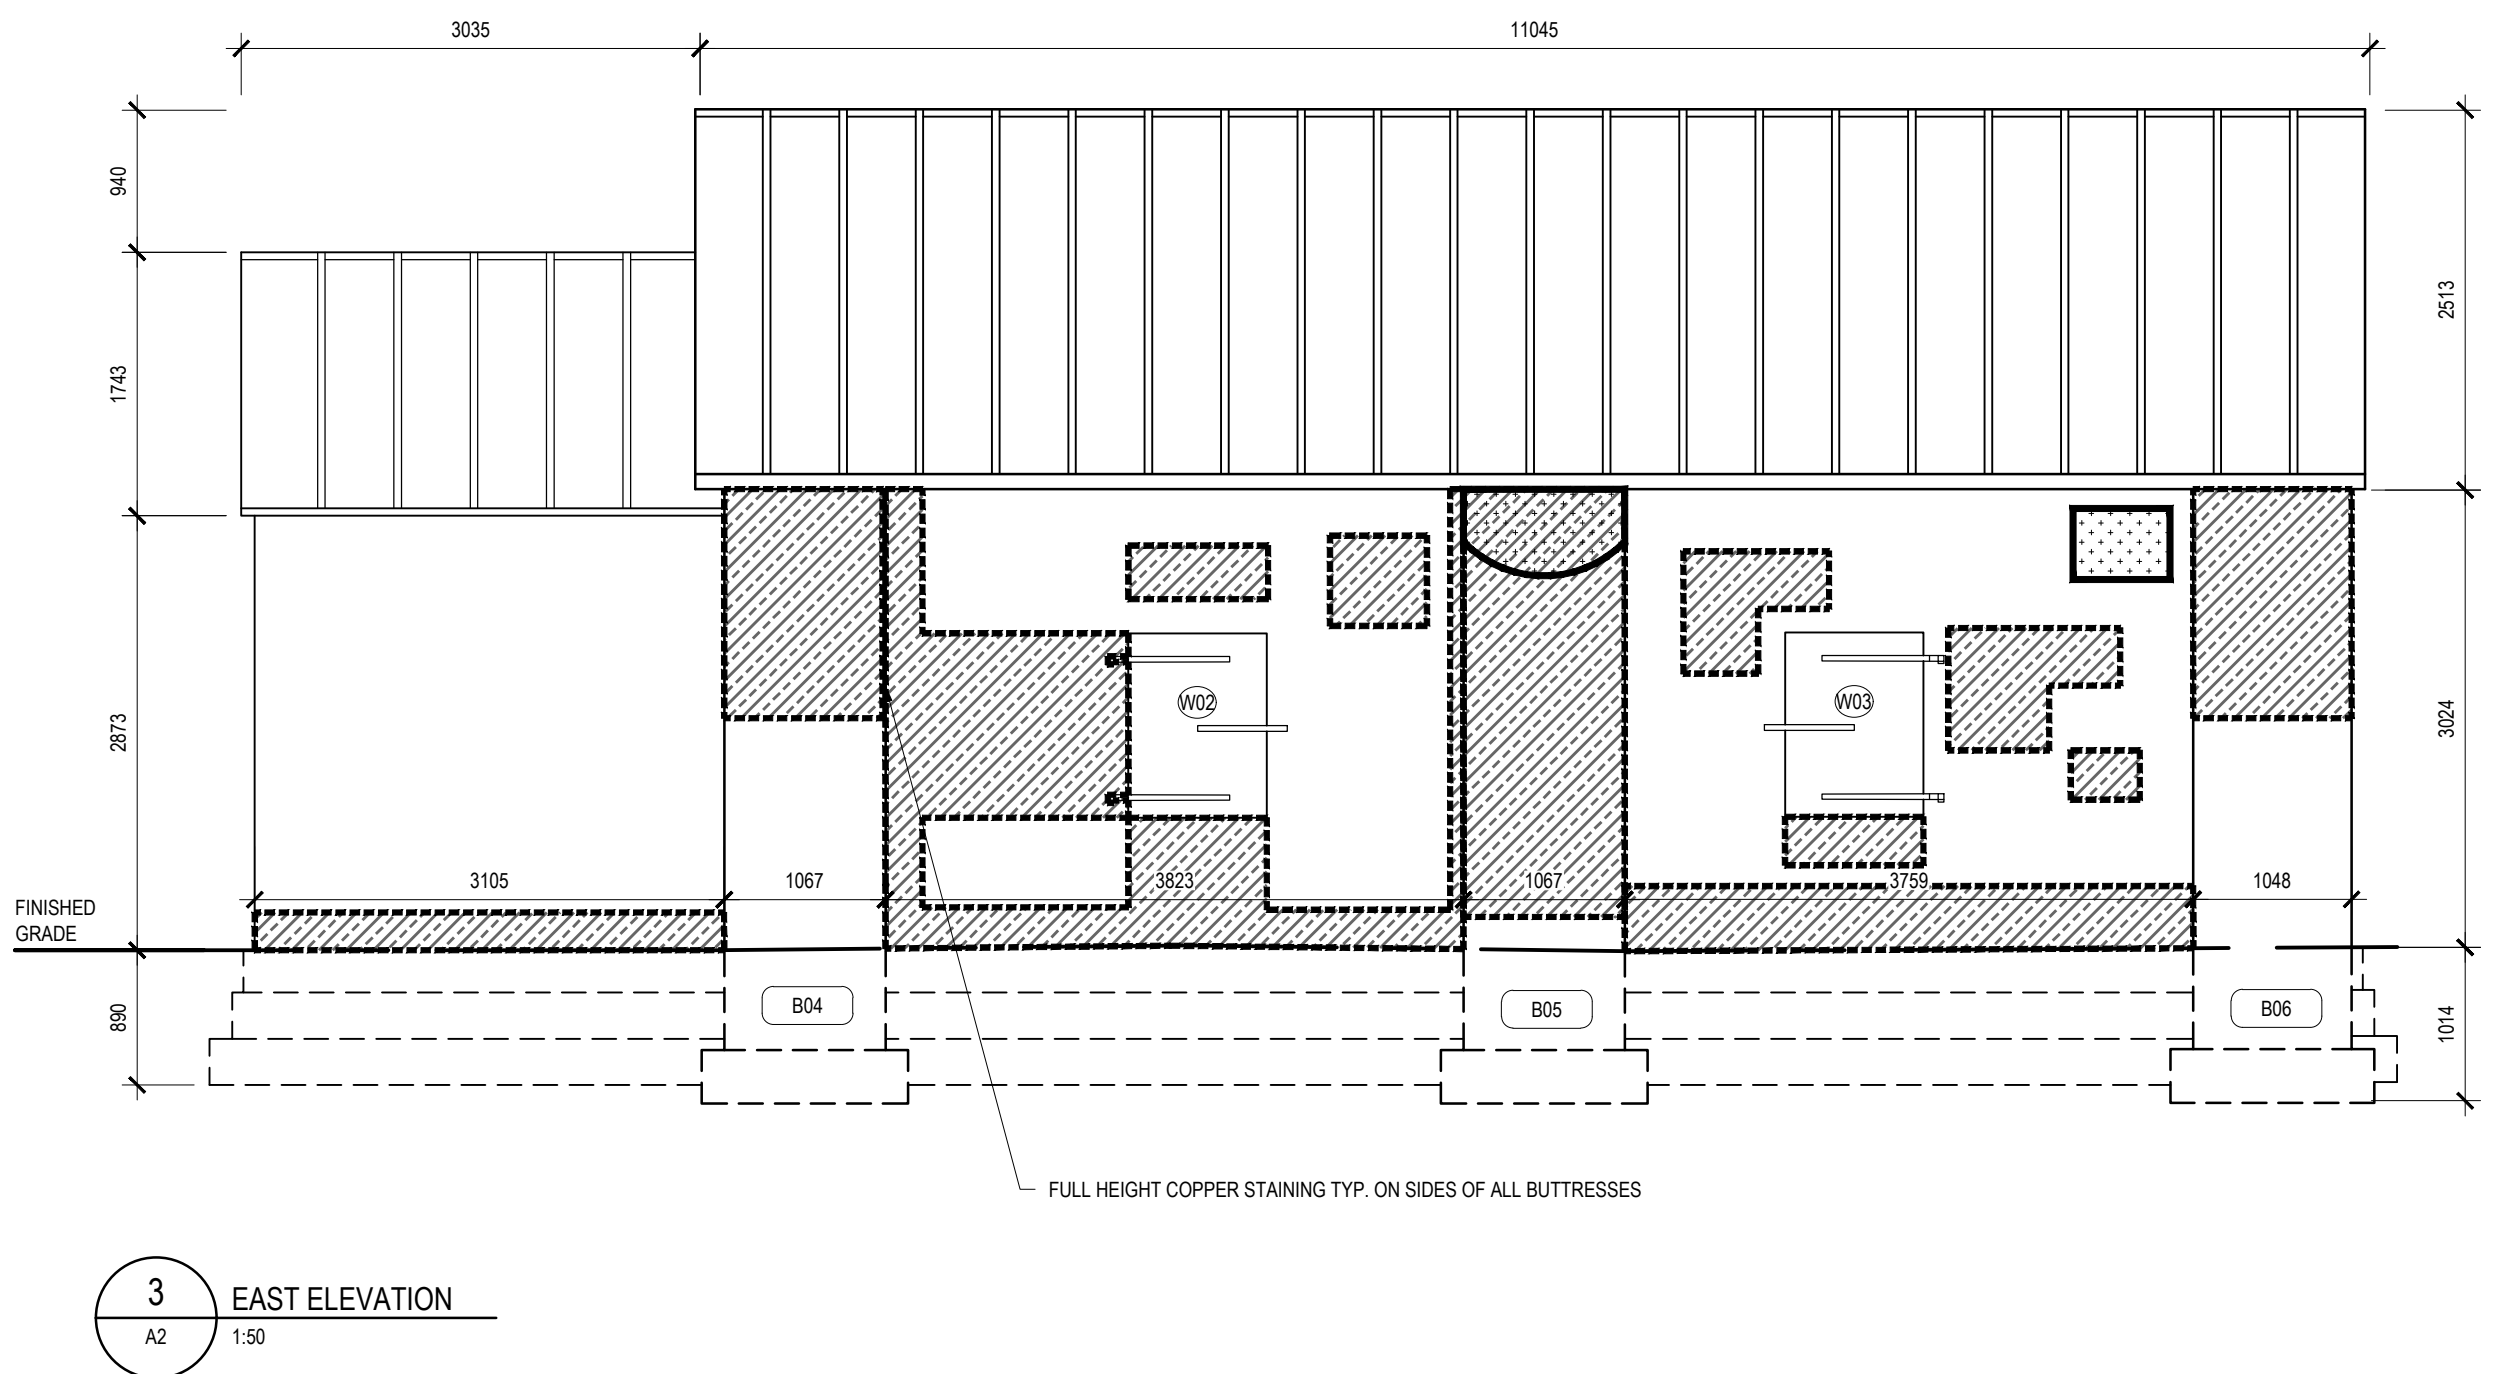 3035
11045
940
1743
2513
2873
3024
W02
W03
3105
1067
3823
1067
3759
1048
FINISHED
GRADE
890
B04
B05
B06
1014
FULL HEIGHT COPPER STAINING TYP. ON SIDES OF ALL BUTTRESSES
3
EAST ELEVATION
A2
1:50